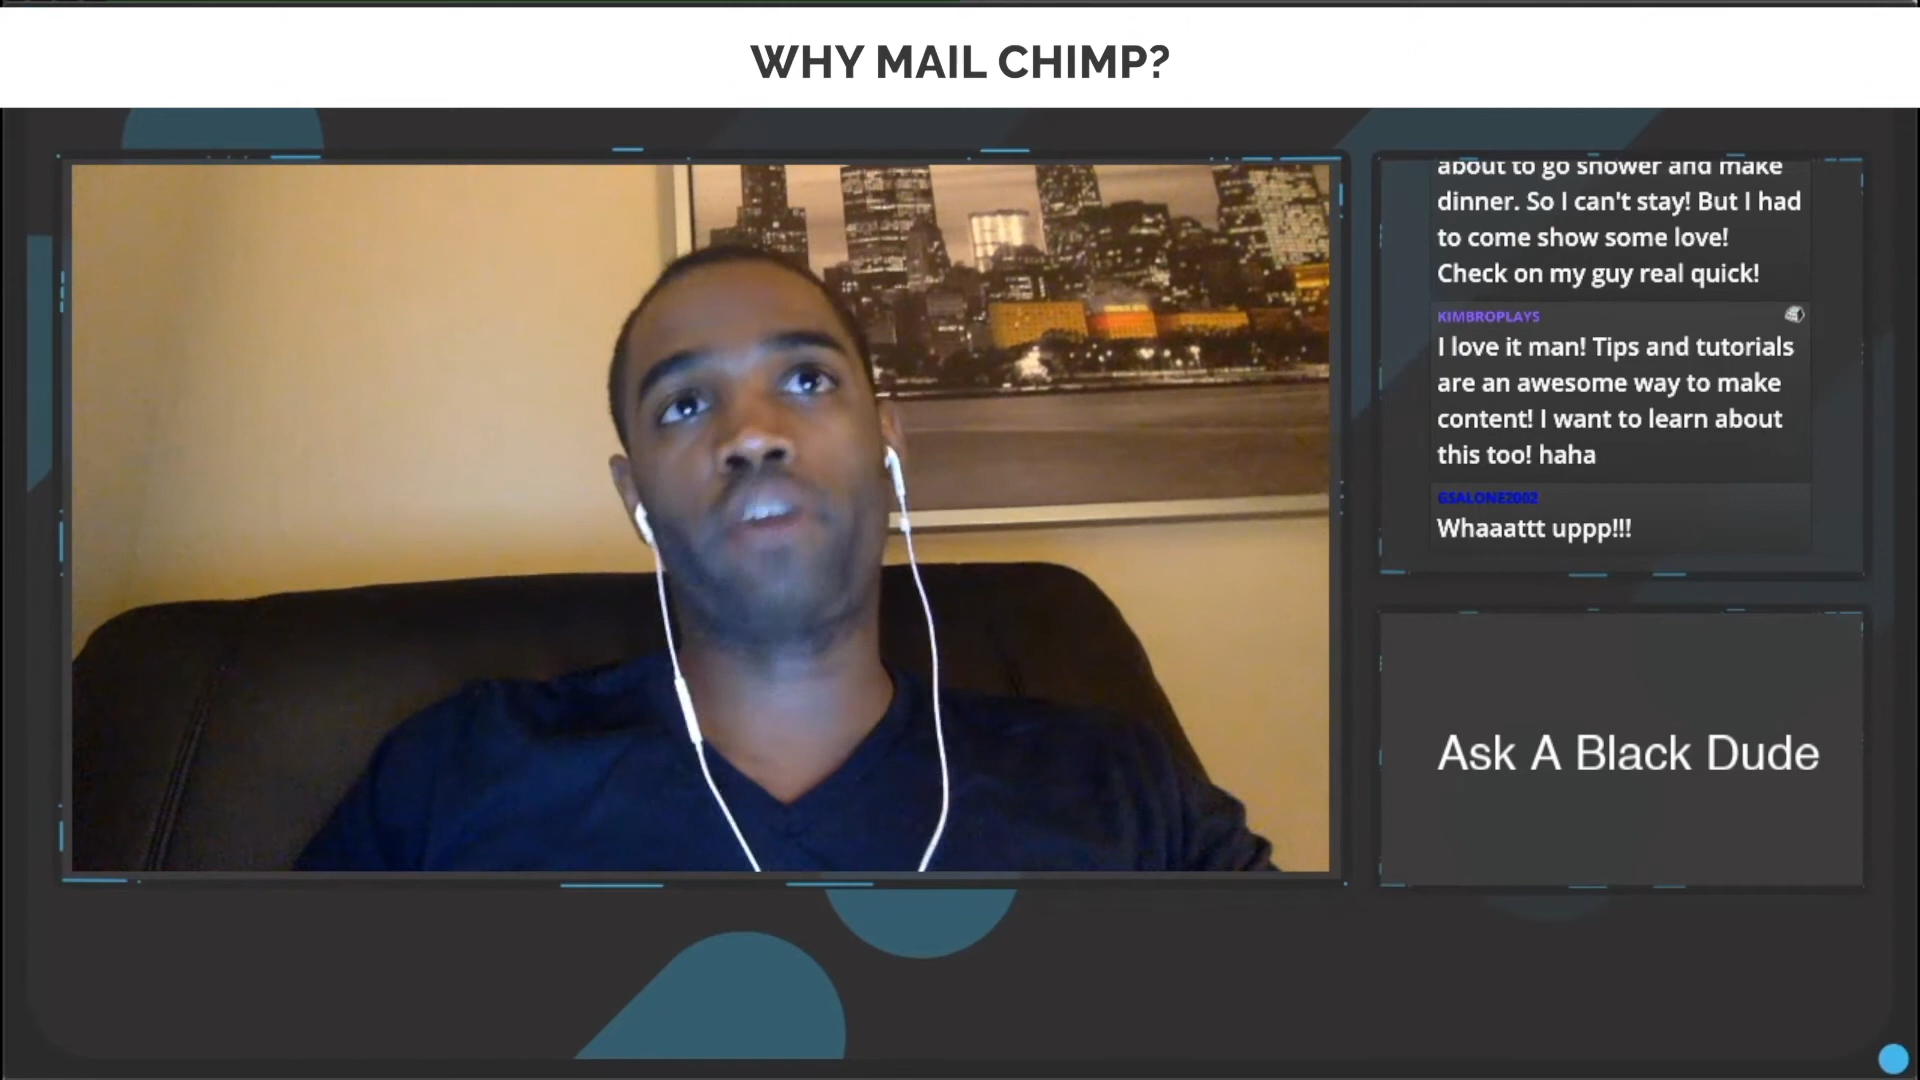 WHY MAIL CHIMP?
about to go shower and make
dinner. So I can't stay! But I had
to come show some love!
Check on my guy real quick!
KIMBROPLAYS
I love it man! Tips and tutorials
are an awesome way to make
content! I want to learn about
this too! haha
GSALONE2002
Whaaattt uppp!!!
Ask A Black Dude